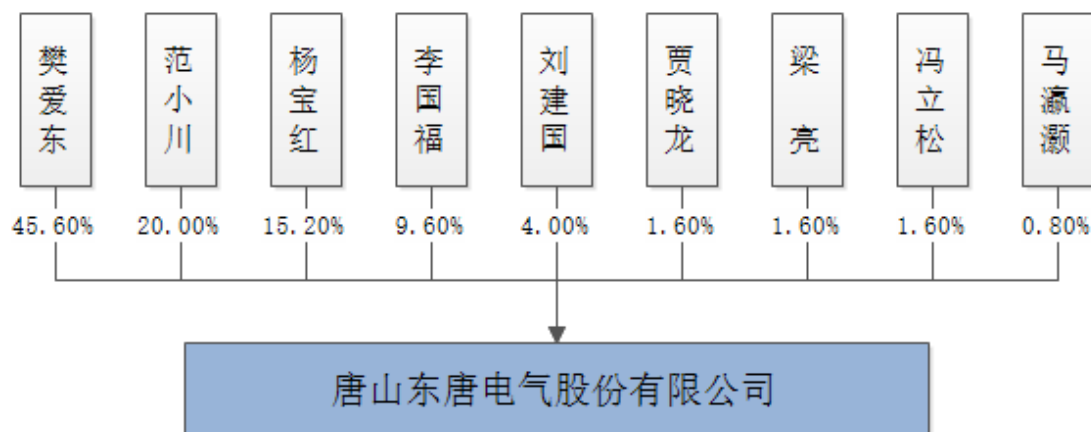 樊爱东
范小川
杨宝红
李国福
刘建国
贾晓龙
梁亮
冯立松
马瀛灏
45.60%
20.00%
15.20%
9.60%
4.00%
1.60%
1.60%
1.60%
0.80%
唐山东唐电气股份有限公司